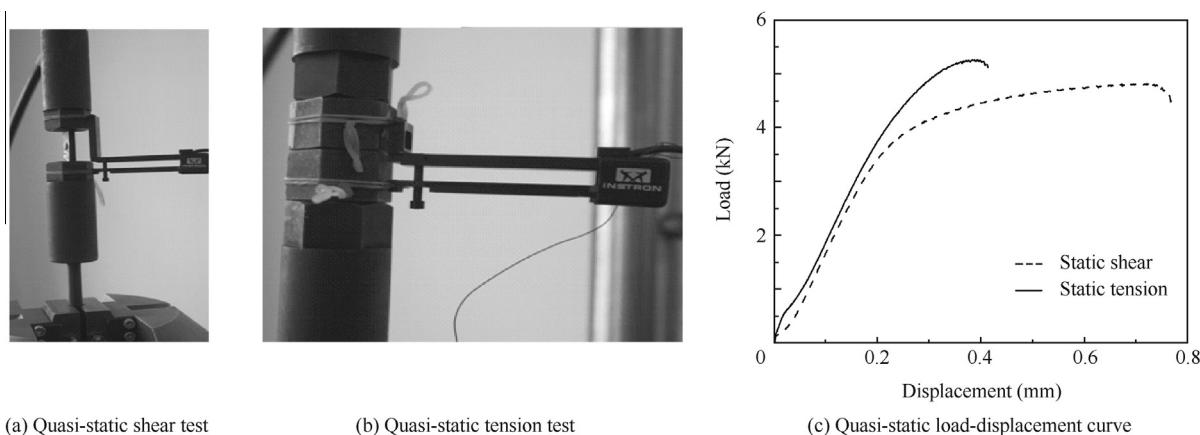 INSTRON
6
4
2
0
0.2
0.4
0.6
0.8
Load (kN)
Static shear
Static tension
Displacement (mm)
(a) Quasi-static shear test
(b) Quasi-static tension test
(c) Quasi-static load-displacement curve